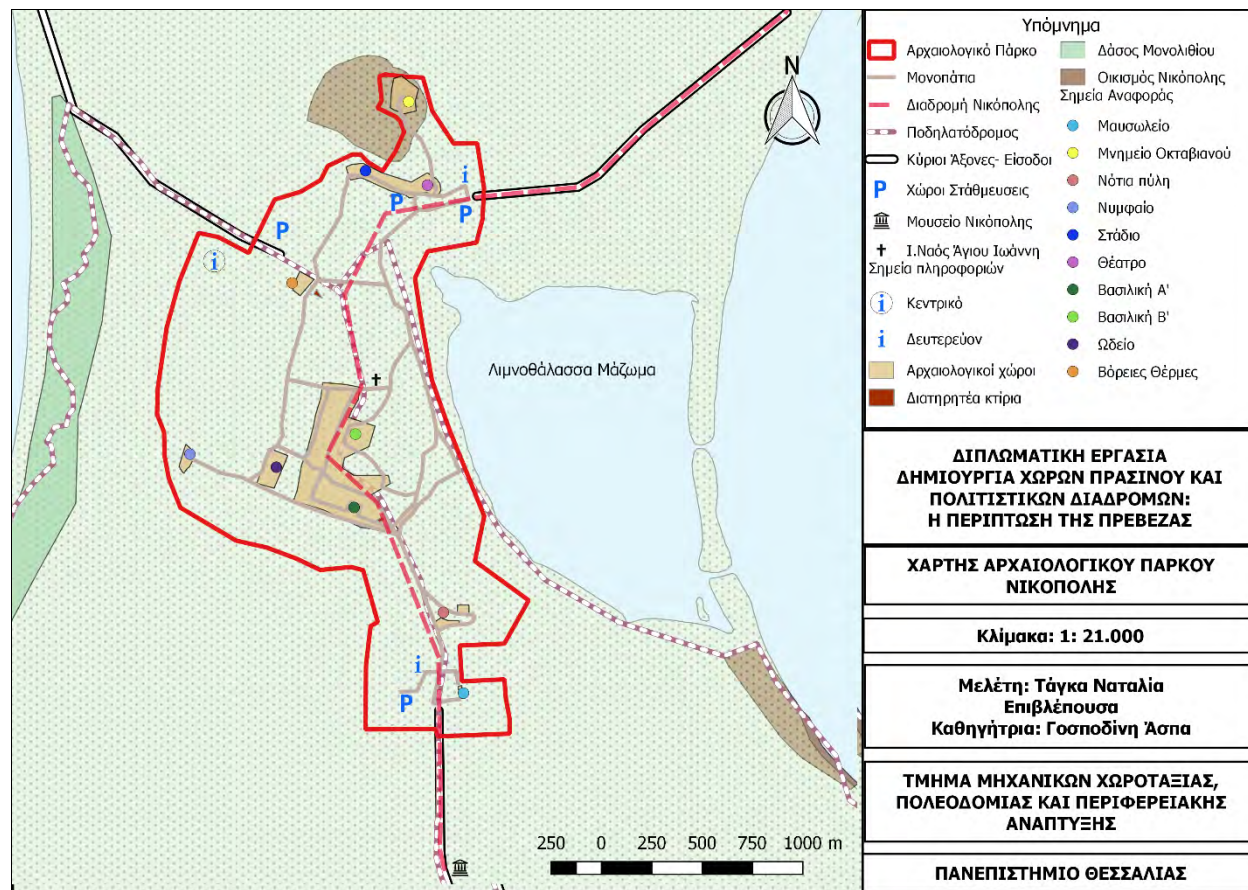 N
i
P
P
P
i
Λιμνοθάλασσα Μάζωμα
i
P
250 0 250 500 750 1000 m
Υπόμνημα
Αρχαιολογικό Πάρκο
Μονοπάτια
Διαδρομή Νικόπολης
Ποδηλατόδρομος
Κύριοι Άξονες- Είσοδοι
P Χώροι Στάθμευσεις
Μουσείο Νικόπολης
Ι.Ναός Άγιου Ιωάννη
Σημεία πληροφοριών
i Κεντρικό
i Δευτερεύον
Αρχαιολογικοί χώροι
Διατηρητέα κτίρια
Δάσος Μονολιθίου
Οικισμός Νικόπολης
Σημεία Αναφοράς
Μαυσωλείο
Μνημείο Οκταβιανού
Νότια πύλη
Νυμφαίο
Στάδιο
Θέατρο
Βασιλική Α'
Βασιλική Β'
Ωδείο
Βόρειες Θέρμες
ΔΙΠΛΩΜΑΤΙΚΗ ΕΡΓΑΣΙΑ
ΔΗΜΙΟΥΡΓΙΑ ΧΩΡΩΝ ΠΡΑΣΙΝΟΥ ΚΑΙ
ΠΟΛΙΤΙΣΤΙΚΩΝ ΔΙΑΔΡΟΜΩΝ:
Η ΠΕΡΙΠΤΩΣΗ ΤΗΣ ΠΡΕΒΕΖΑΣ
ΧΑΡΤΗΣ ΑΡΧΑΙΟΛΟΓΙΚΟΥ ΠΑΡΚΟΥ
ΝΙΚΟΠΟΛΗΣ
Κλίμακα: 1: 21.000
Μελέτη: Τάγκα Ναταλία
Επιβλέπουσα
Καθηγήτρια: Γοσποδίνη Άσπα
ΤΜΗΜΑ ΜΗΧΑΝΙΚΩΝ ΧΩΡΟΤΑΞΙΑΣ,
ΠΟΛΕΟΔΟΜΙΑΣ ΚΑΙ ΠΕΡΙΦΕΡΕΙΑΚΗΣ
ΑΝΑΠΤΥΞΗΣ
ΠΑΝΕΠΙΣΤΗΜΙΟ ΘΕΣΣΑΛΙΑΣ